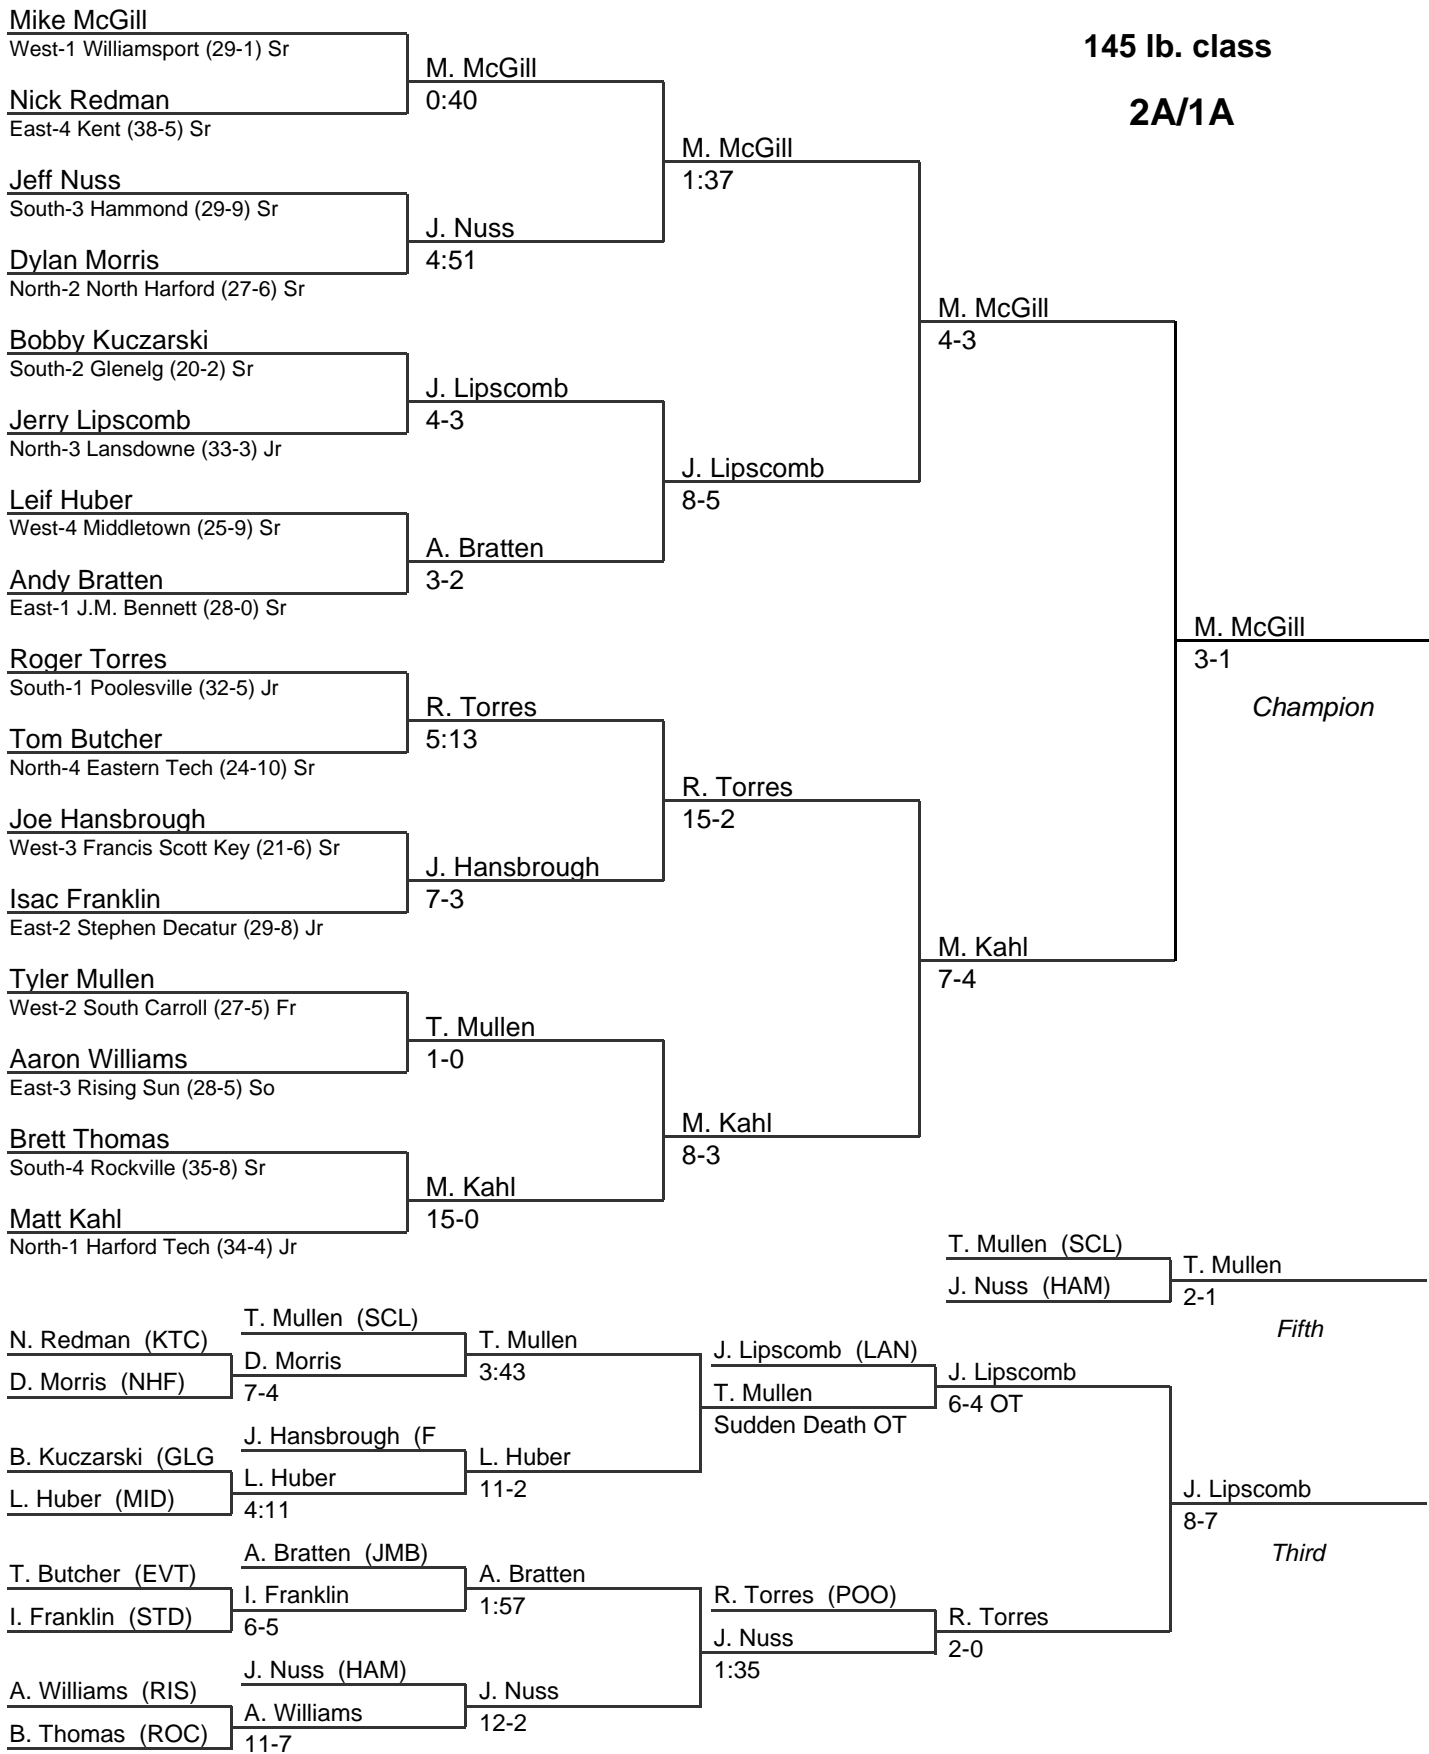 145 lb. class
2A/1A
Mike McGill
West-1 Williamsport (29-1) Sr
M. McGill
0:40
Nick Redman
East-4 Kent (38-5) Sr
M. McGill
1:37
Jeff Nuss
South-3 Hammond (29-9) Sr
J. Nuss
4:51
Dylan Morris
North-2 North Harford (27-6) Sr
M. McGill
4-3
Bobby Kuczarski
South-2 Glenelg (20-2) Sr
J. Lipscomb
4-3
Jerry Lipscomb
North-3 Lansdowne (33-3) Jr
J. Lipscomb
8-5
Leif Huber
West-4 Middletown (25-9) Sr
A. Bratten
3-2
Andy Bratten
East-1 J.M. Bennett (28-0) Sr
M. McGill
3-1
Champion
Roger Torres
South-1 Poolesville (32-5) Jr
R. Torres
5:13
Tom Butcher
North-4 Eastern Tech (24-10) Sr
R. Torres
15-2
Joe Hansbrough
West-3 Francis Scott Key (21-6) Sr
J. Hansbrough
7-3
Isac Franklin
East-2 Stephen Decatur (29-8) Jr
M. Kahl
7-4
Tyler Mullen
West-2 South Carroll (27-5) Fr
T. Mullen
1-0
Aaron Williams
East-3 Rising Sun (28-5) So
M. Kahl
8-3
Brett Thomas
South-4 Rockville (35-8) Sr
M. Kahl
15-0
Matt Kahl
North-1 Harford Tech (34-4) Jr
T. Mullen (SCL)
J. Nuss (HAM)
T. Mullen
2-1
Fifth
N. Redman (KTC)
D. Morris (NHF)
T. Mullen (SCL)
D. Morris
7-4
T. Mullen
3:43
B. Kuczarski (GLG
L. Huber (MID)
J. Hansbrough (F
L. Huber
4:11
L. Huber
11-2
J. Lipscomb (LAN)
T. Mullen
Sudden Death OT
J. Lipscomb
6-4 OT
J. Lipscomb
8-7
Third
T. Butcher (EVT)
I. Franklin (STD)
A. Bratten (JMB)
I. Franklin
6-5
A. Bratten
1:57
A. Williams (RIS)
B. Thomas (ROC)
J. Nuss (HAM)
A. Williams
11-7
J. Nuss
12-2
R. Torres (POO)
J. Nuss
1:35
R. Torres
2-0